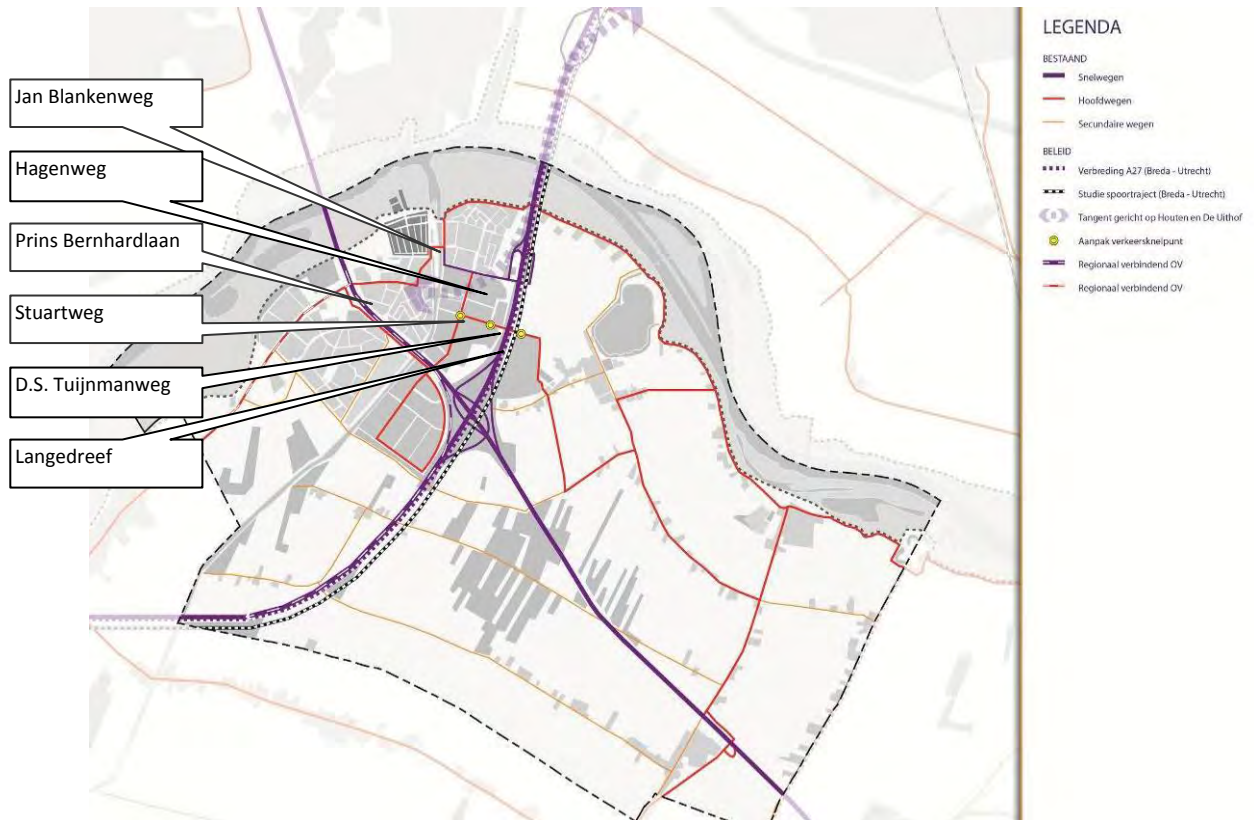 Jan Blankenweg
Hagenweg
Prins Bernhardlaan
Stuartweg
D.S. Tuijnmanweg
Langedreef
LEGENDA
BESTAAND
Snelwegen
Hoofdwegen
Secundaire wegen
BELEID
Verbreding A27 (Breda - Utrecht)
Studie spoortraject (Breda - Utrecht)
Tangent gericht op Houten en De Uithof
Aanpak verkeersknelpunt
Regionaal verbindend OV
Regionaal verbindend OV